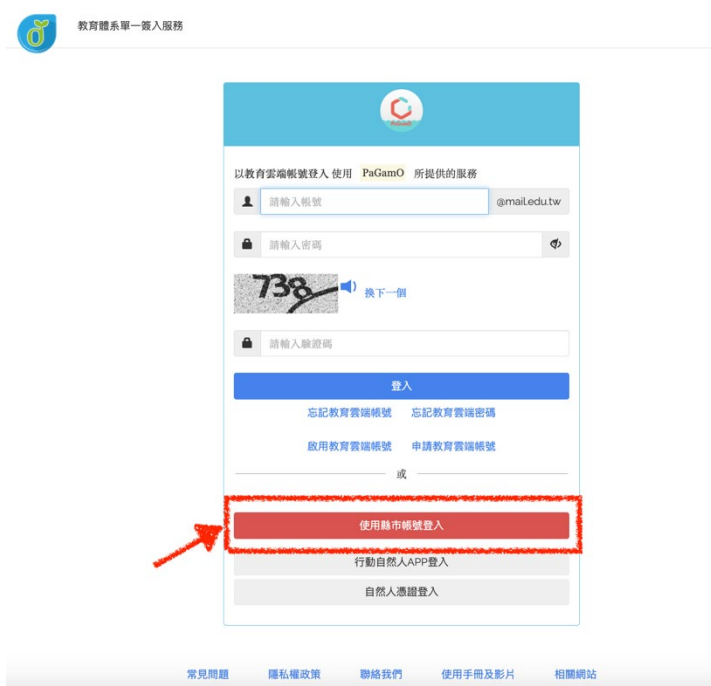 教育體系單一簽入服務
PaGamO
以教育雲端帳號登入 使用 PaGamO 所提供的服務
請輸入帳號 @mail.edu.tw
請輸入密碼
738 換下一個
請輸入驗證碼
登入
忘記教育雲端帳號 忘記教育雲端密碼
啟用教育雲端帳號 申請教育雲端帳號
或
使用縣市帳號登入
行動自然人APP登入
自然人憑證登入
常見問題 隱私權政策 聯絡我們 使用手冊及影片 相關網站